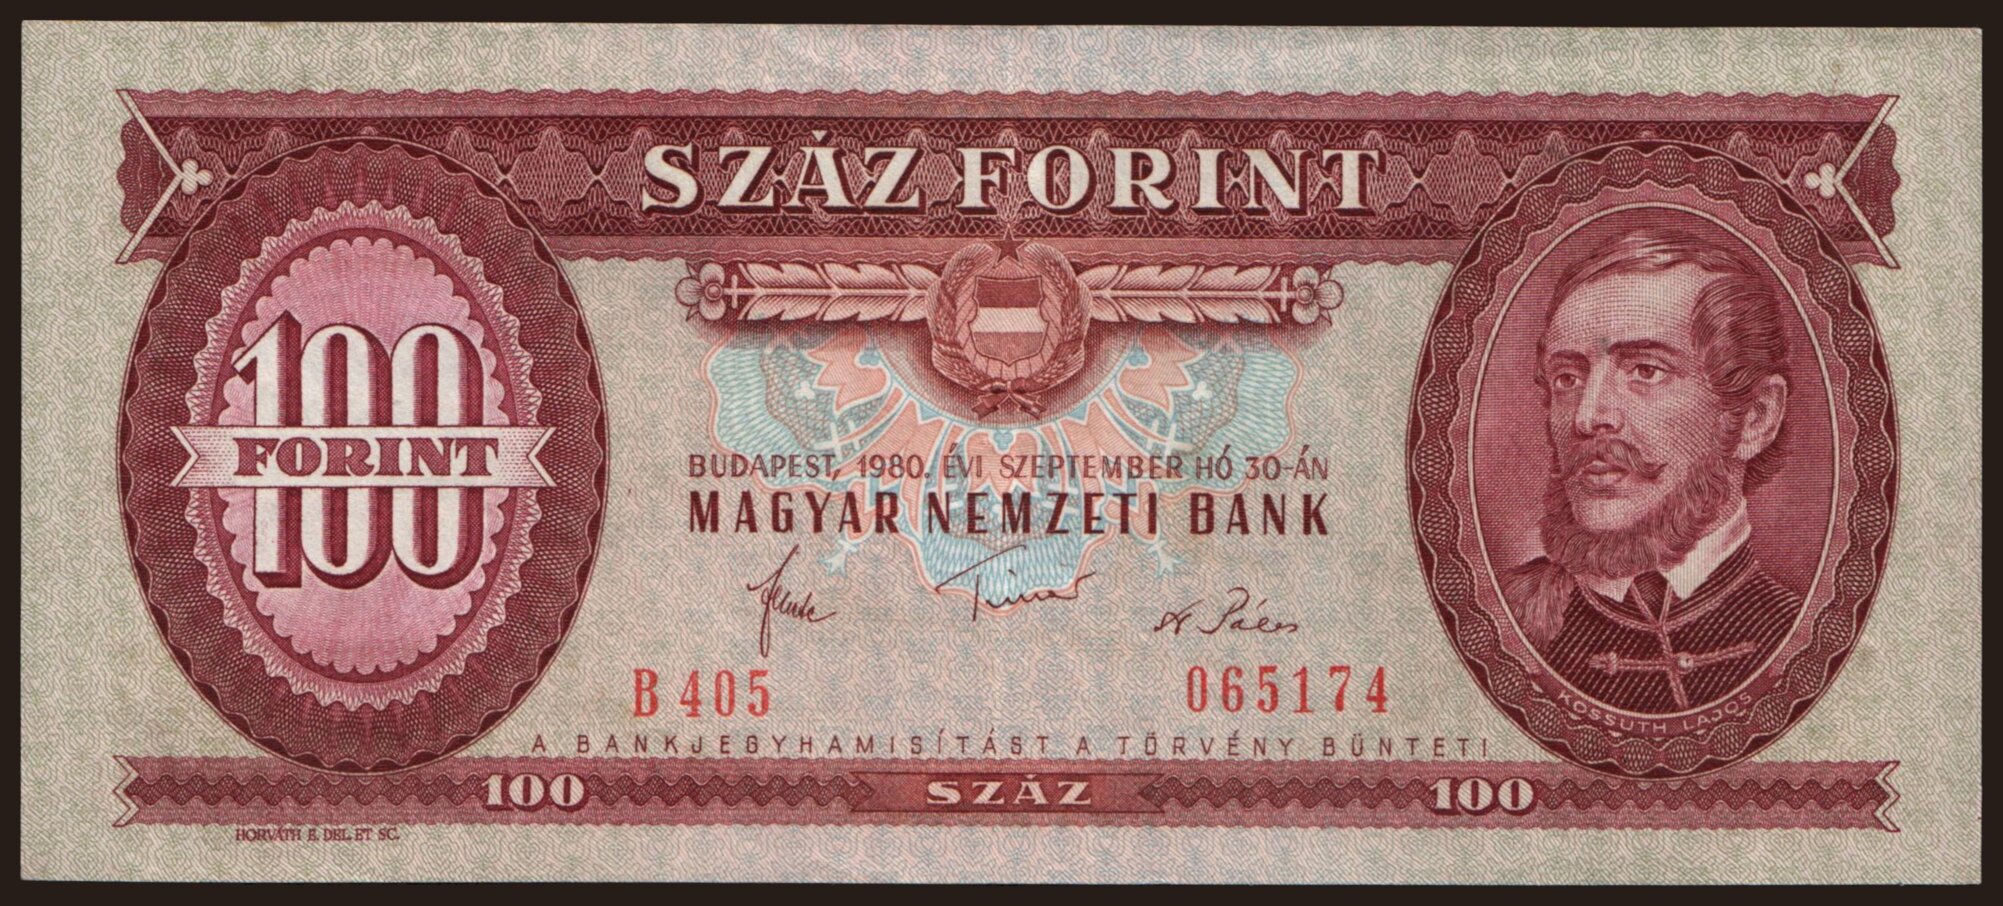 SZÁZ FORINT
100
FORINT
BUDAPEST, 1980. ÉVI SZEPTEMBER HÓ 30-ÁN
MAGYAR NEMZETI BANK
B 405
065174
KOSSUTH LAJOS
A BANKJEGYHAMISÍTÁST A TÖRVÉNY BÜNTETI
100
SZÁZ
100
HORVÁTH E. DEL. ET SC.